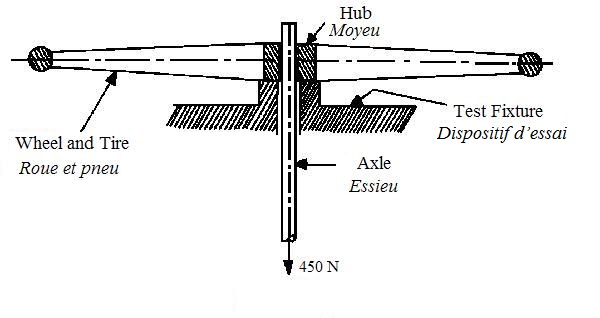 Hub
Moyeu
Test Fixture
Dispositif d'essai
Wheel and Tire
Roue et pneu
Axle
Essieu
450 N